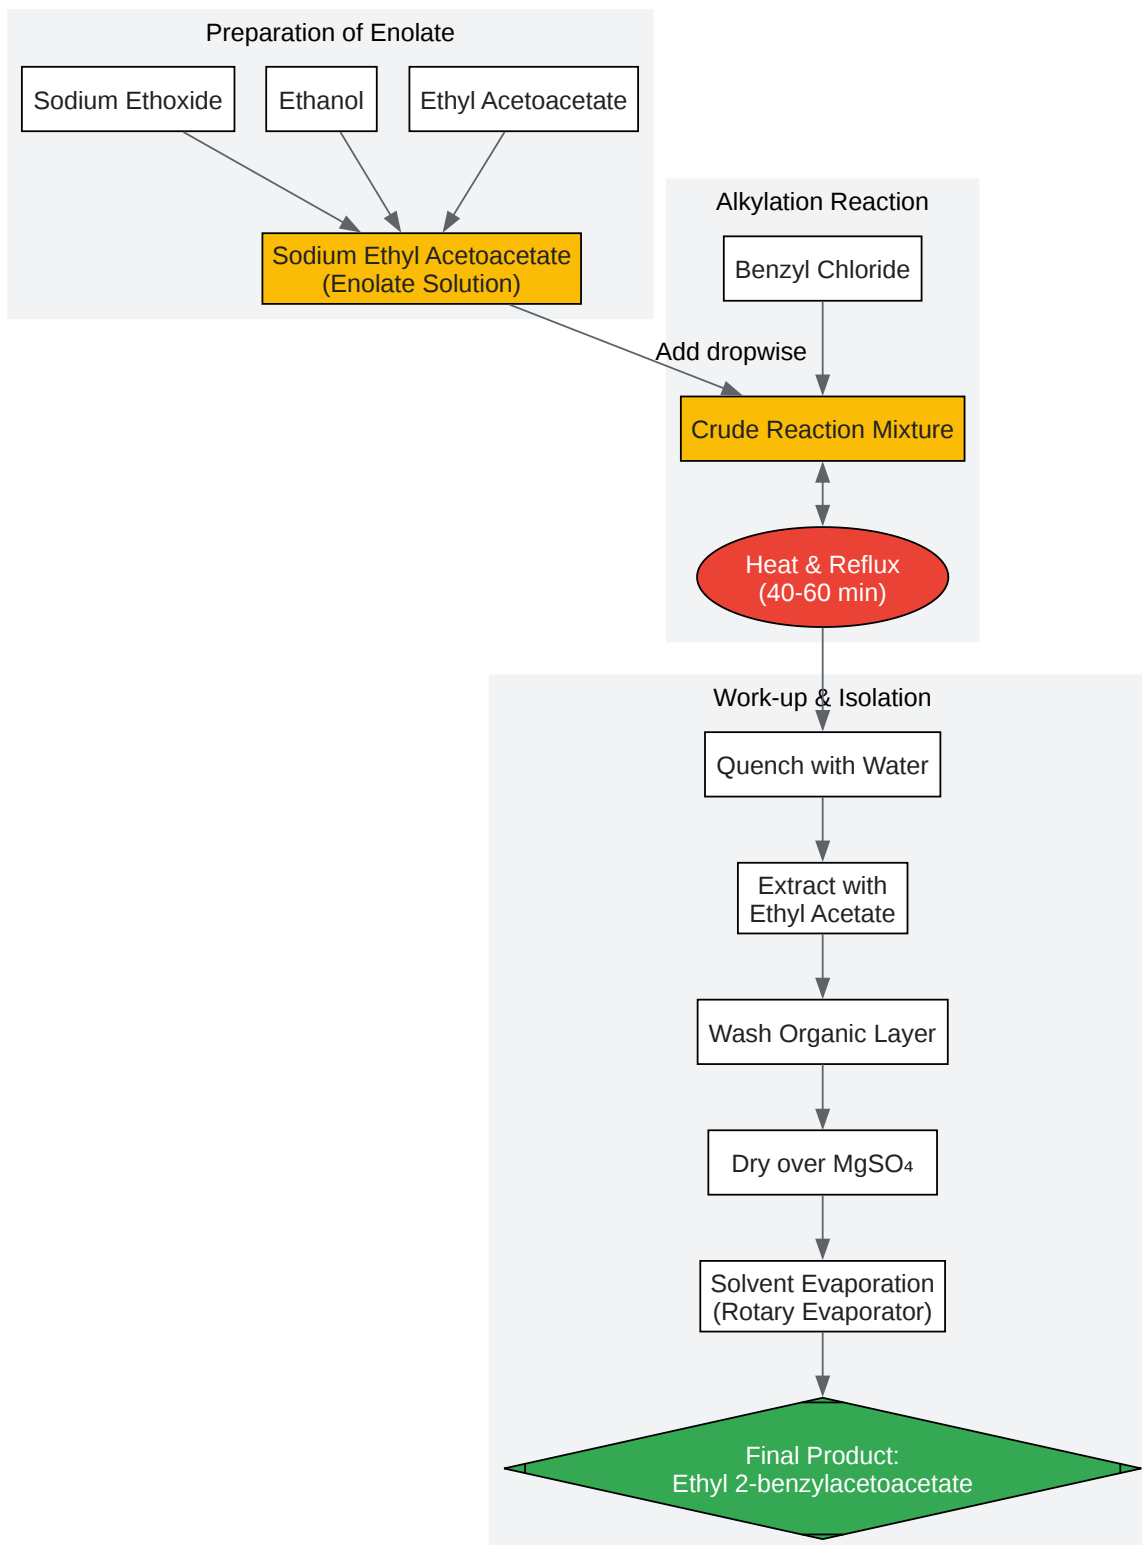 Preparation of Enolate
Sodium Ethoxide
Ethanol
Ethyl Acetoacetate
Sodium Ethyl Acetoacetate
(Enolate Solution)
Alkylation Reaction
Benzyl Chloride
Add dropwise
Crude Reaction Mixture
Heat & Reflux
(40-60 min)
Work-up & Isolation
Quench with Water
Extract with
Ethyl Acetate
Wash Organic Layer
Dry over MgSO₄
Solvent Evaporation
(Rotary Evaporator)
Final Product:
Ethyl 2-benzylacetoacetate